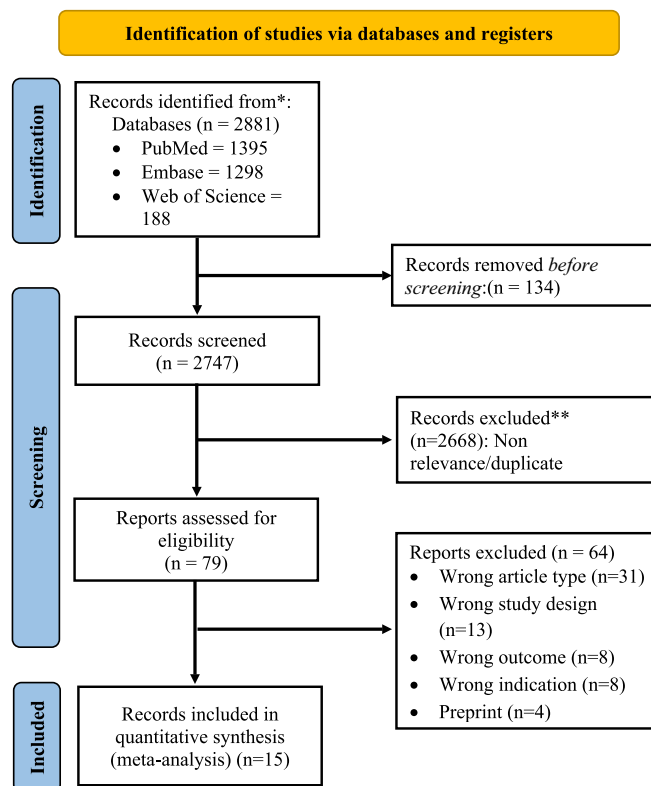 Identification of studies via databases and registers
Identification
Records identified from*:
Databases (n = 2881)
• PubMed = 1395
• Embase = 1298
• Web of Science =
188
Records removed before
screening:(n = 134)
Screening
Records screened
(n = 2747)
Records excluded**
(n=2668): Non
relevance/duplicate
Reports assessed for
eligibility
(n = 79)
Reports excluded (n = 64)
• Wrong article type (n=31)
• Wrong study design
(n=13)
• Wrong outcome (n=8)
• Wrong indication (n=8)
• Preprint (n=4)
Included
Records included in
quantitative synthesis
(meta-analysis) (n=15)